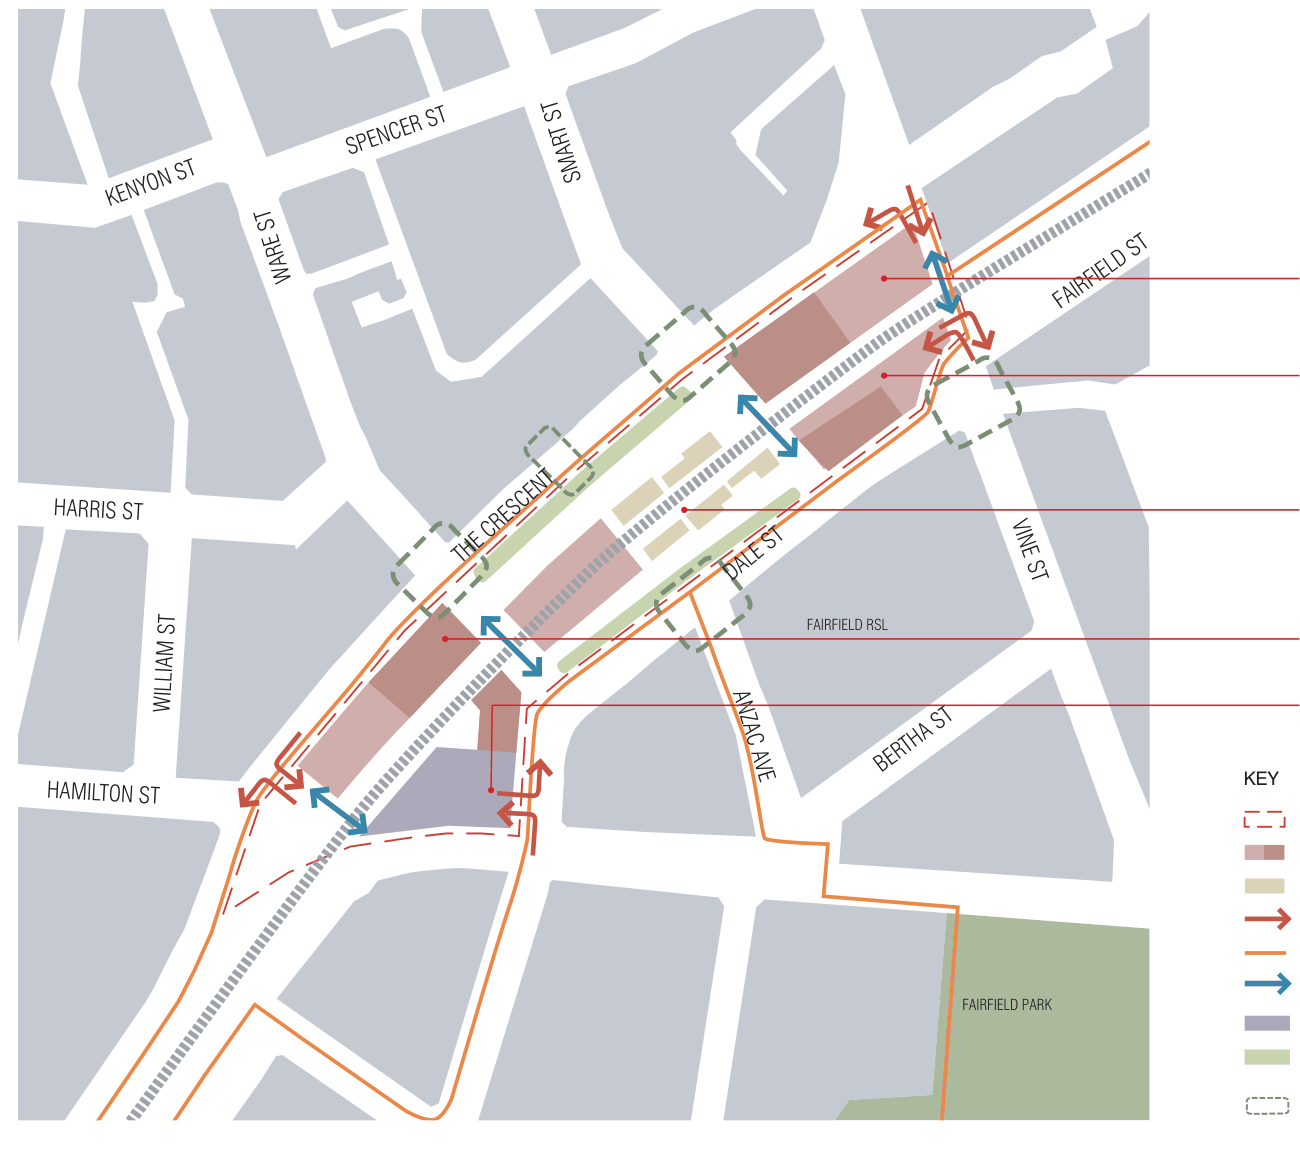 SPENCER ST
SMART ST
KENYON ST
WARE ST
FAIRFIELD ST
THE CRESCENT
HARRIS ST
DALE ST
VINE ST
WILLIAM ST
FAIRFIELD RSL
ANZAC AVE
BERTHA ST
HAMILTON ST
KEY
FAIRFIELD PARK